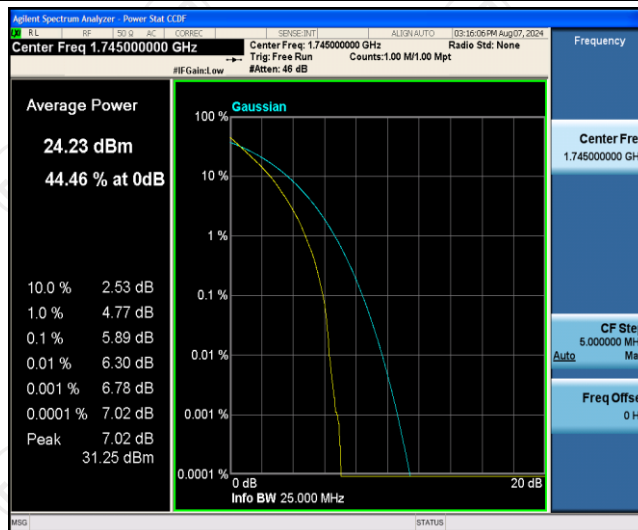 Agilent Spectrum Analyzer - Power Stat CCDF
RL RF 50 Ω AC CORREC SENSE:INT ALIGN AUTO 03:16:06 PM Aug 07, 2024
Center Freq 1.745000000 GHz
Center Freq: 1.745000000 GHz Radio Std: None
Trig: Free Run Counts:1.00 M/1.00 Mpt
#IFGain:Low #Atten: 46 dB
Frequency
Average Power
24.23 dBm
44.46 % at 0dB
10.0 % 2.53 dB
1.0 % 4.77 dB
0.1 % 5.89 dB
0.01 % 6.30 dB
0.001 % 6.78 dB
0.0001 % 7.02 dB
Peak 7.02 dB
31.25 dBm
Gaussian
100 %
10 %
1 %
0.1 %
0.01 %
0.001 %
0.0001 %
0 dB 20 dB
Info BW 25.000 MHz
Center Fre
1.745000000 GH
CF Ste
5.000000 MH
Auto Ma
Freq Offse
0 H
MSG STATUS